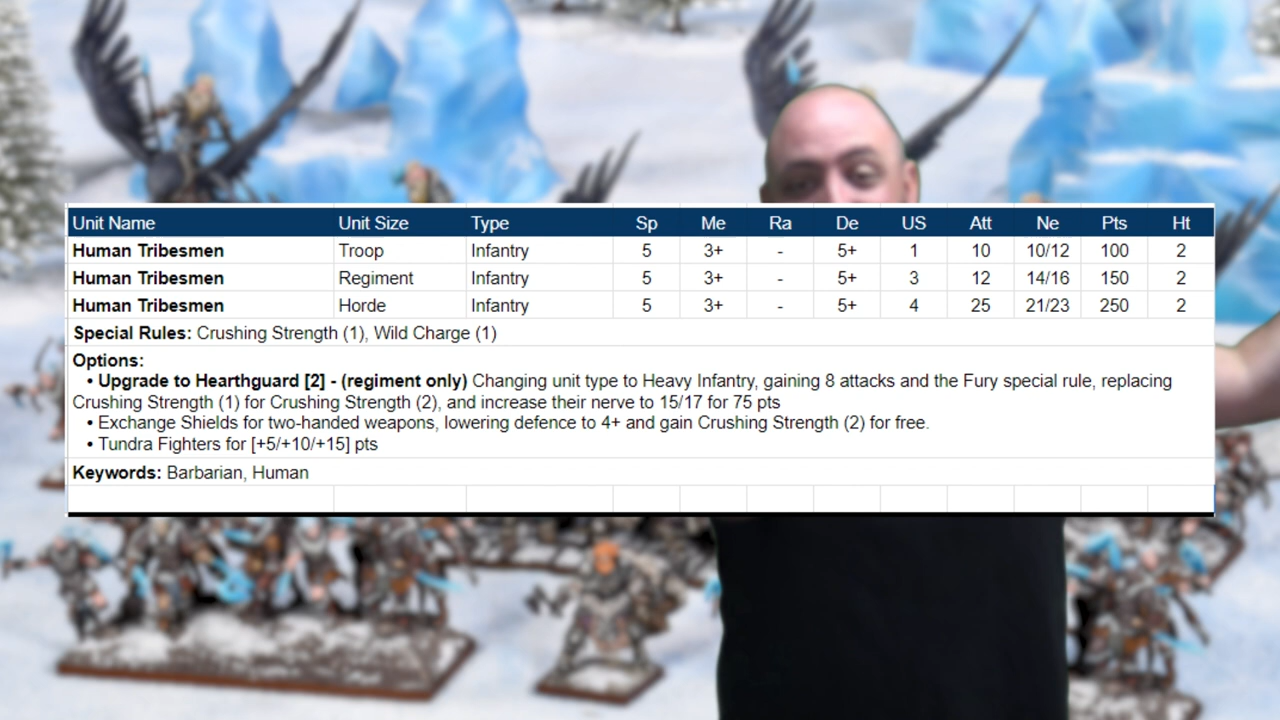 Unit Name Unit Size Type Sp Me Ra De US Att Ne Pts Ht
Human Tribesmen Troop Infantry 5 3+ - 5+ 1 10 10/12 100 2
Human Tribesmen Regiment Infantry 5 3+ - 5+ 3 12 14/16 150 2
Human Tribesmen Horde Infantry 5 3+ - 5+ 4 25 21/23 250 2
Special Rules: Crushing Strength (1), Wild Charge (1)
Options:
• Upgrade to Hearthguard [2] - (regiment only) Changing unit type to Heavy Infantry, gaining 8 attacks and the Fury special rule, replacing
Crushing Strength (1) for Crushing Strength (2), and increase their nerve to 15/17 for 75 pts
• Exchange Shields for two-handed weapons, lowering defence to 4+ and gain Crushing Strength (2) for free.
• Tundra Fighters for [+5/+10/+15] pts
Keywords: Barbarian, Human